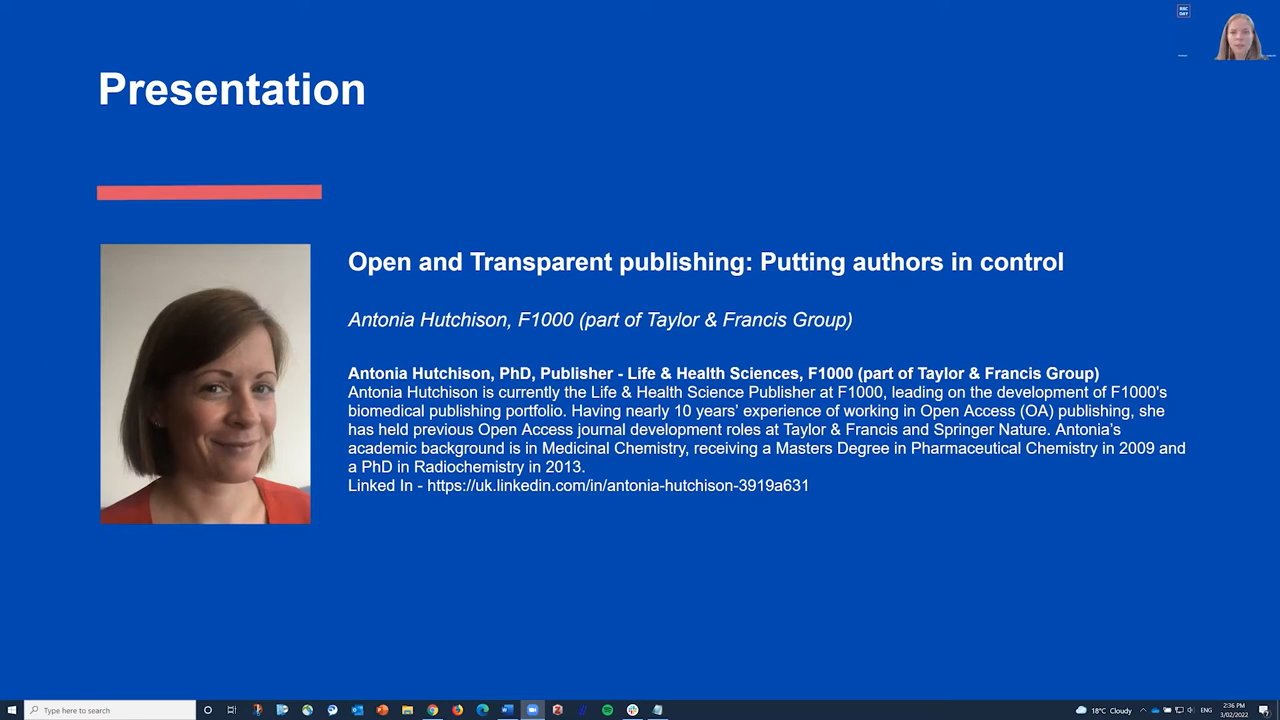 RSC
DAY
Presentation
Open and Transparent publishing: Putting authors in control
Antonia Hutchison, F1000 (part of Taylor & Francis Group)
Antonia Hutchison, PhD, Publisher - Life & Health Sciences, F1000 (part of Taylor & Francis Group)
Antonia Hutchison is currently the Life & Health Science Publisher at F1000, leading on the development of F1000's
biomedical publishing portfolio. Having nearly 10 years’ experience of working in Open Access (OA) publishing, she
has held previous Open Access journal development roles at Taylor & Francis and Springer Nature. Antonia’s
academic background is in Medicinal Chemistry, receiving a Masters Degree in Pharmaceutical Chemistry in 2009 and
a PhD in Radiochemistry in 2013.
Linked In - https://uk.linkedin.com/in/antonia-hutchison-3919a631
Type here to search
18°C Cloudy
ENG
2:36 PM
3/02/2022